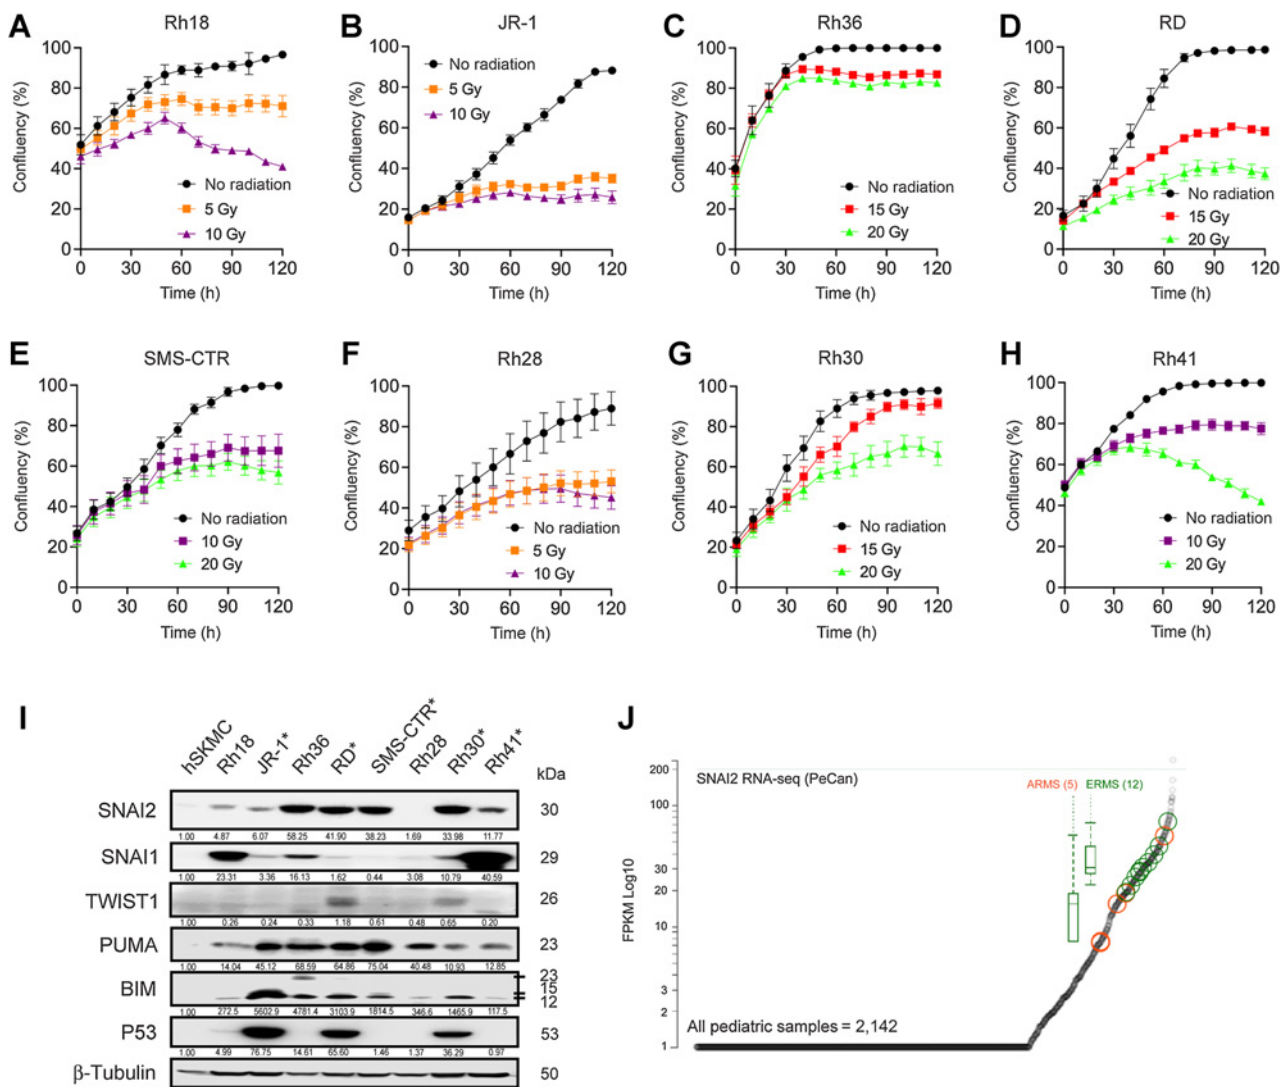 A
Rh18
Confluency (%)
100
80
60
40
20
0
No radiation
5 Gy
10 Gy
0 30 60 90 120
Time (h)
B
JR-1
Confluency (%)
100
80
60
40
20
0
No radiation
5 Gy
10 Gy
0 30 60 90 120
Time (h)
C
Rh36
Confluency (%)
100
80
60
40
20
0
No radiation
15 Gy
20 Gy
0 30 60 90 120
Time (h)
D
RD
Confluency (%)
100
80
60
40
20
0
No radiation
15 Gy
20 Gy
0 30 60 90 120
Time (h)
E
SMS-CTR
Confluency (%)
100
80
60
40
20
0
No radiation
10 Gy
20 Gy
0 30 60 90 120
Time (h)
F
Rh28
Confluency (%)
100
80
60
40
20
0
No radiation
5 Gy
10 Gy
0 30 60 90 120
Time (h)
G
Rh30
Confluency (%)
100
80
60
40
20
0
No radiation
15 Gy
20 Gy
0 30 60 90 120
Time (h)
H
Rh41
Confluency (%)
100
80
60
40
20
0
No radiation
10 Gy
20 Gy
0 30 60 90 120
Time (h)
I
hSKMC Rh18 JR-1* Rh36 RD* SMS-CTR* Rh28 Rh30* Rh41*
kDa
SNAI2 30
1.00 4.87 6.07 58.25 41.90 38.23 1.69 33.98 11.77
SNAI1 29
1.00 23.31 3.36 16.13 1.62 0.44 3.08 10.79 40.59
TWIST1 26
1.00 0.26 0.24 0.33 1.18 0.61 0.48 0.65 0.20
PUMA 23
1.00 14.04 45.12 68.59 64.86 75.04 40.48 10.93 12.85
BIM 23
15
12
1.00 272.5 5602.9 4781.4 3103.9 1814.5 346.6 1465.9 117.5
P53 53
1.00 4.99 76.75 14.61 65.60 1.46 1.37 36.29 0.97
β-Tubulin 50
J
SNAI2 RNA-seq (PeCan)
ARMS (5) ERMS (12)
FPKM Log10
200
100
30
20
10
3
2
1
All pediatric samples = 2,142